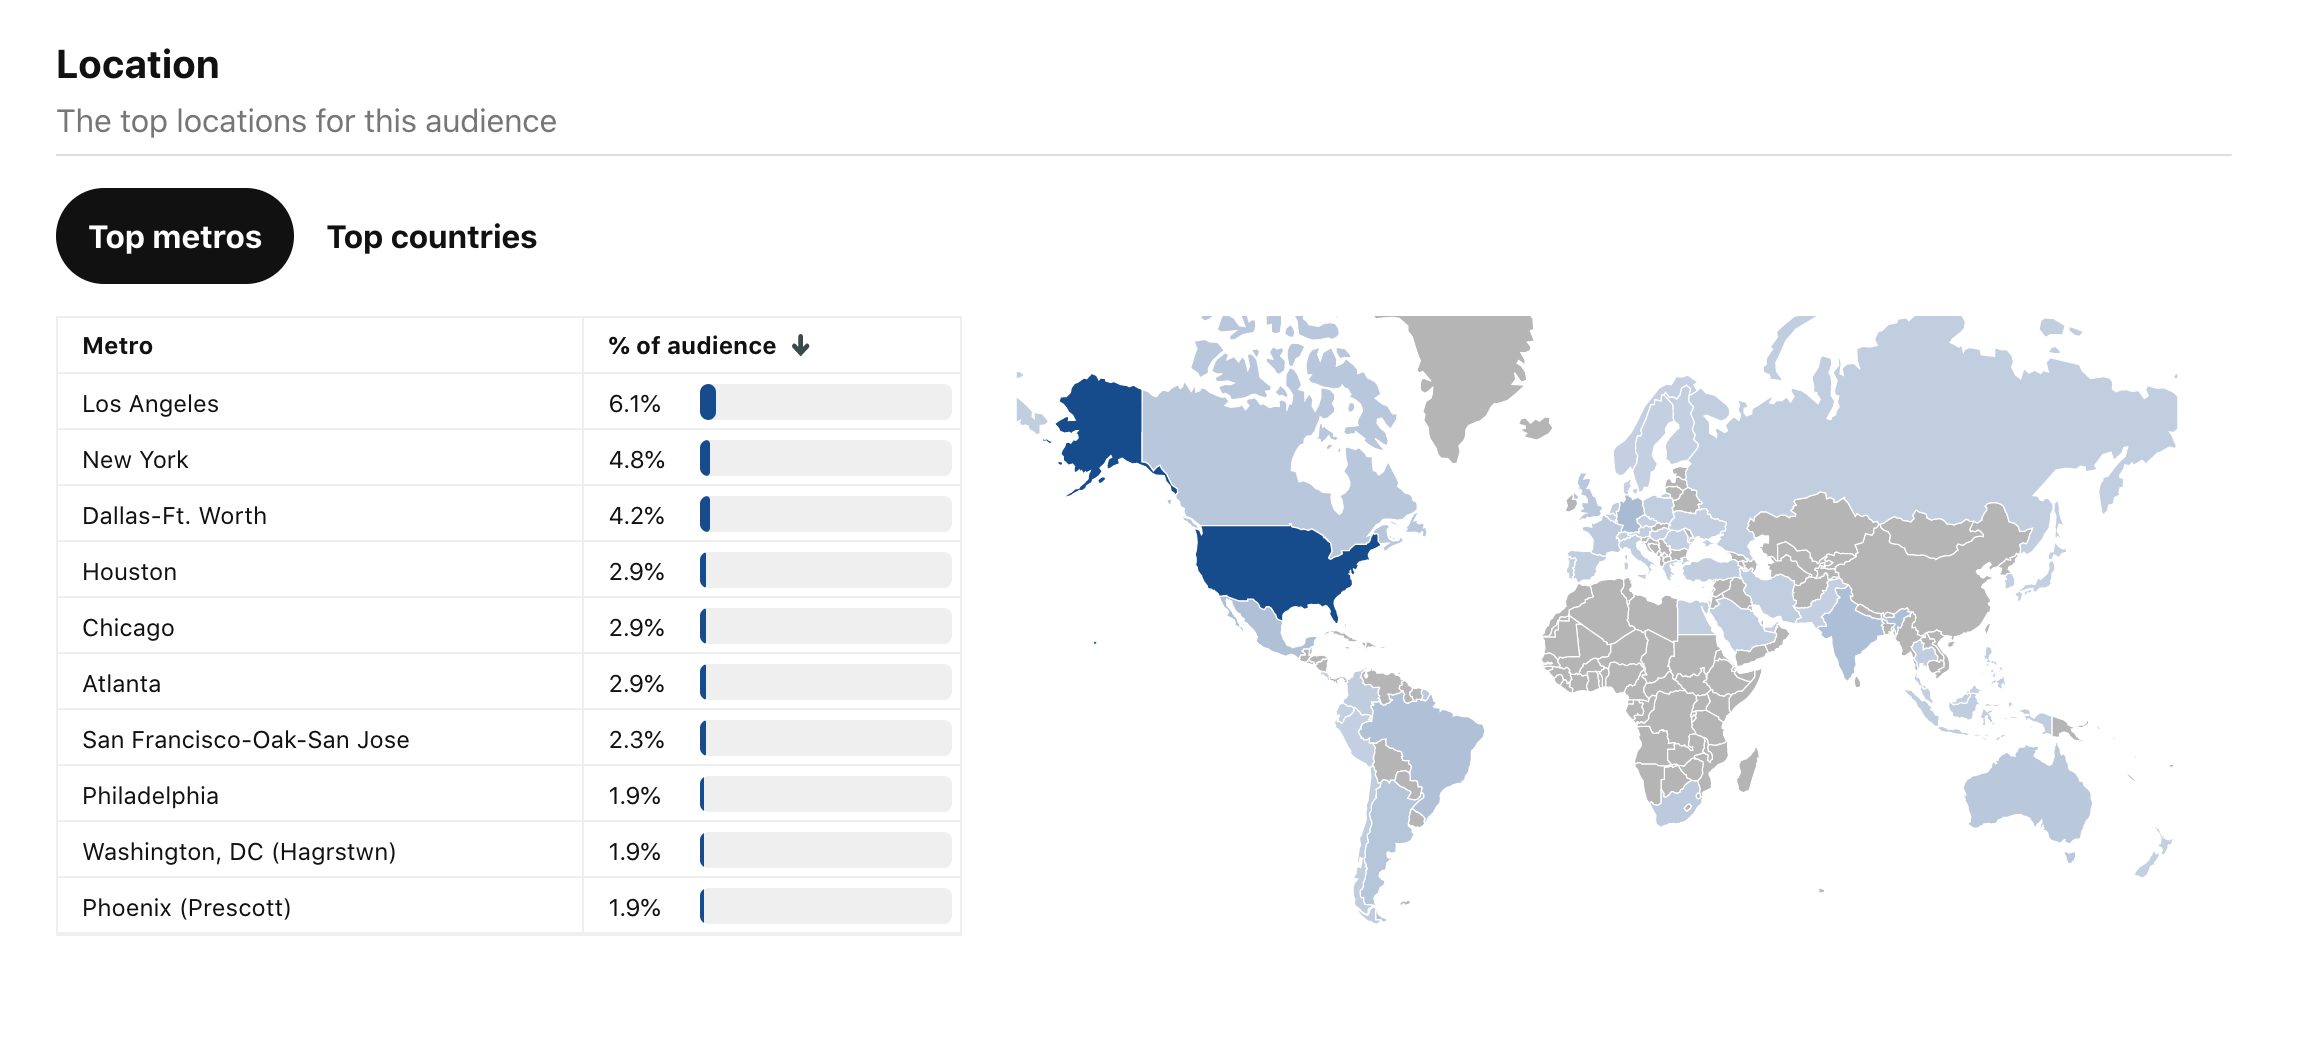 Location
The top locations for this audience
Top metros Top countries
Metro % of audience
Los Angeles 6.1%
New York 4.8%
Dallas-Ft. Worth 4.2%
Houston 2.9%
Chicago 2.9%
Atlanta 2.9%
San Francisco-Oak-San Jose 2.3%
Philadelphia 1.9%
Washington, DC (Hagrstwn) 1.9%
Phoenix (Prescott) 1.9%